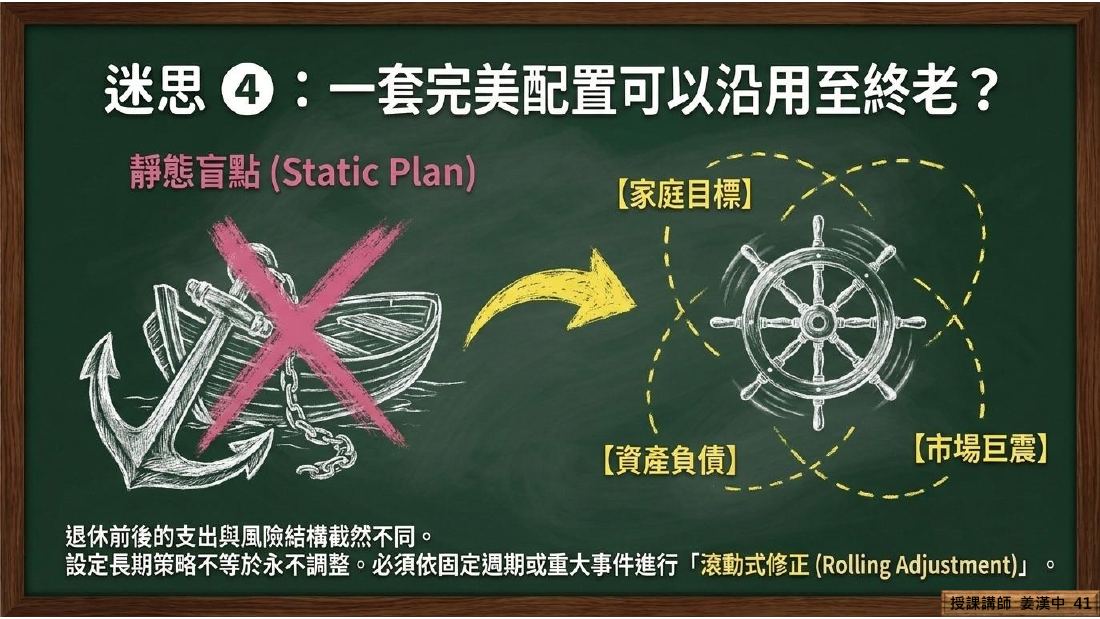 迷思 4：一套完美配置可以沿用至終老？
靜態盲點 (Static Plan)
【家庭目標】
【資產負債】
【市場巨震】
退休前後的支出與風險結構截然不同。
設定長期策略不等於永不調整。必須依固定週期或重大事件進行「滾動式修正 (Rolling Adjustment)」。
授課講師 姜漢中 41